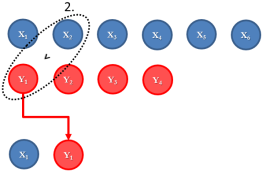 2.
X₁ X₂ X₃ X₄ X₅ X₆
Y₁ Y₂ Y₃ Y₄
<
X₁ Y₁